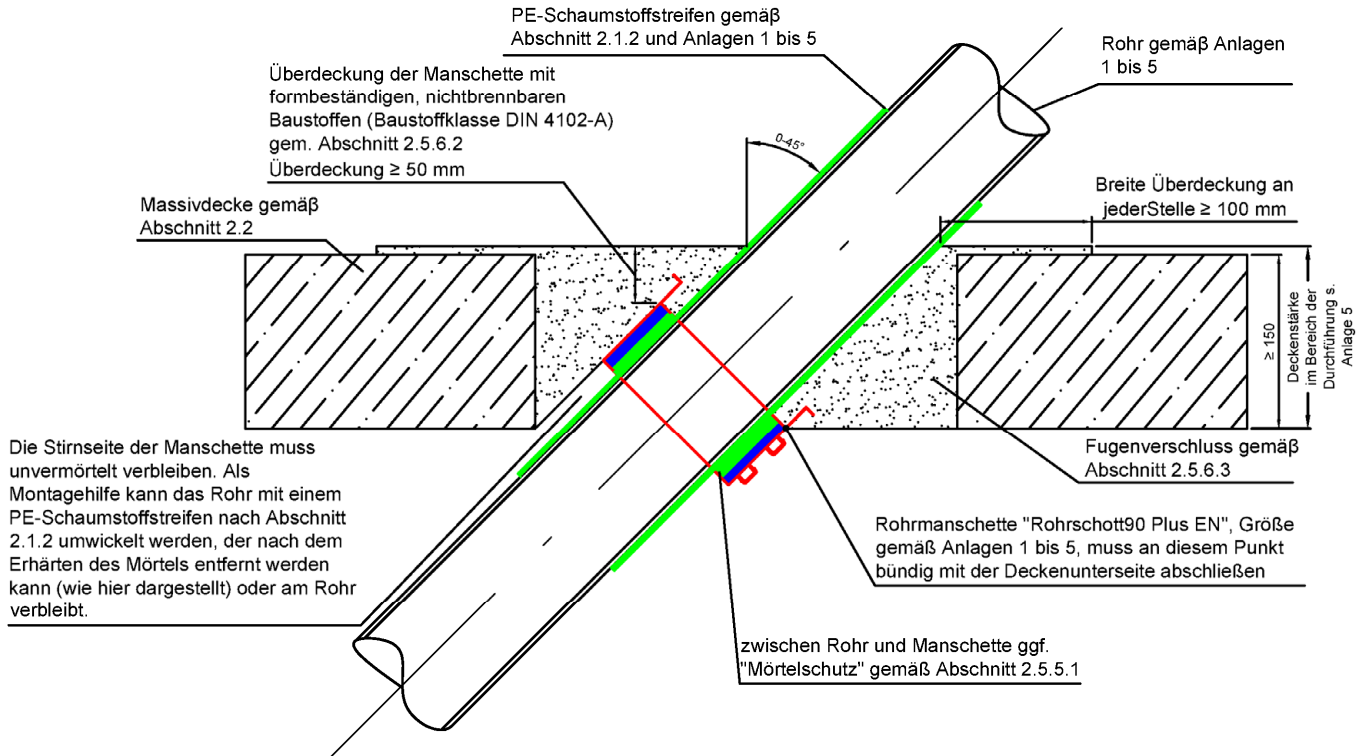 PE-Schaumstoffstreifen gemäß
Abschnitt 2.1.2 und Anlagen 1 bis 5
Rohr gemäß Anlagen
1 bis 5
Überdeckung der Manschette mit
formbeständigen, nichtbrennbaren
Baustoffen (Baustoffklasse DIN 4102-A)
gem. Abschnitt 2.5.6.2
Überdeckung ≥ 50 mm
0-45°
Breite Überdeckung an
jederStelle ≥ 100 mm
Massivdecke gemäß
Abschnitt 2.2
≥ 150
Deckenstärke
im Bereich der
Durchführung s.
Anlage 5
Die Stirnseite der Manschette muss
unvermörtelt verbleiben. Als
Montagehilfe kann das Rohr mit einem
PE-Schaumstoffstreifen nach Abschnitt
2.1.2 umwickelt werden, der nach dem
Erhärten des Mörtels entfernt werden
kann (wie hier dargestellt) oder am Rohr
verbleibt.
Fugenverschluss gemäß
Abschnitt 2.5.6.3
Rohrmanschette "Rohrschott90 Plus EN", Größe
gemäß Anlagen 1 bis 5, muss an diesem Punkt
bündig mit der Deckenunterseite abschließen
zwischen Rohr und Manschette ggf.
"Mörtelschutz" gemäß Abschnitt 2.5.5.1